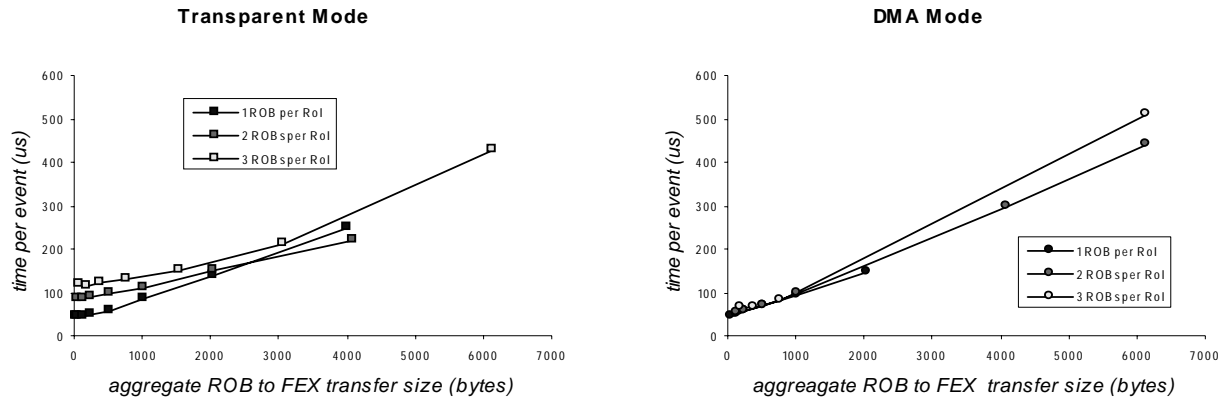 Transparent Mode
600
500
400
300
200
100
0
time per event (us)
1 ROB per RoI
2 ROBs per RoI
3 ROBs per RoI
0 1000 2000 3000 4000 5000 6000 7000
aggregate ROB to FEX transfer size (bytes)
DMA Mode
600
500
400
300
200
100
0
time per event (us)
1 ROB per RoI
2 ROBs per RoI
3 ROBs per RoI
0 1000 2000 3000 4000 5000 6000 7000
aggreagate ROB to FEX transfer size (bytes)